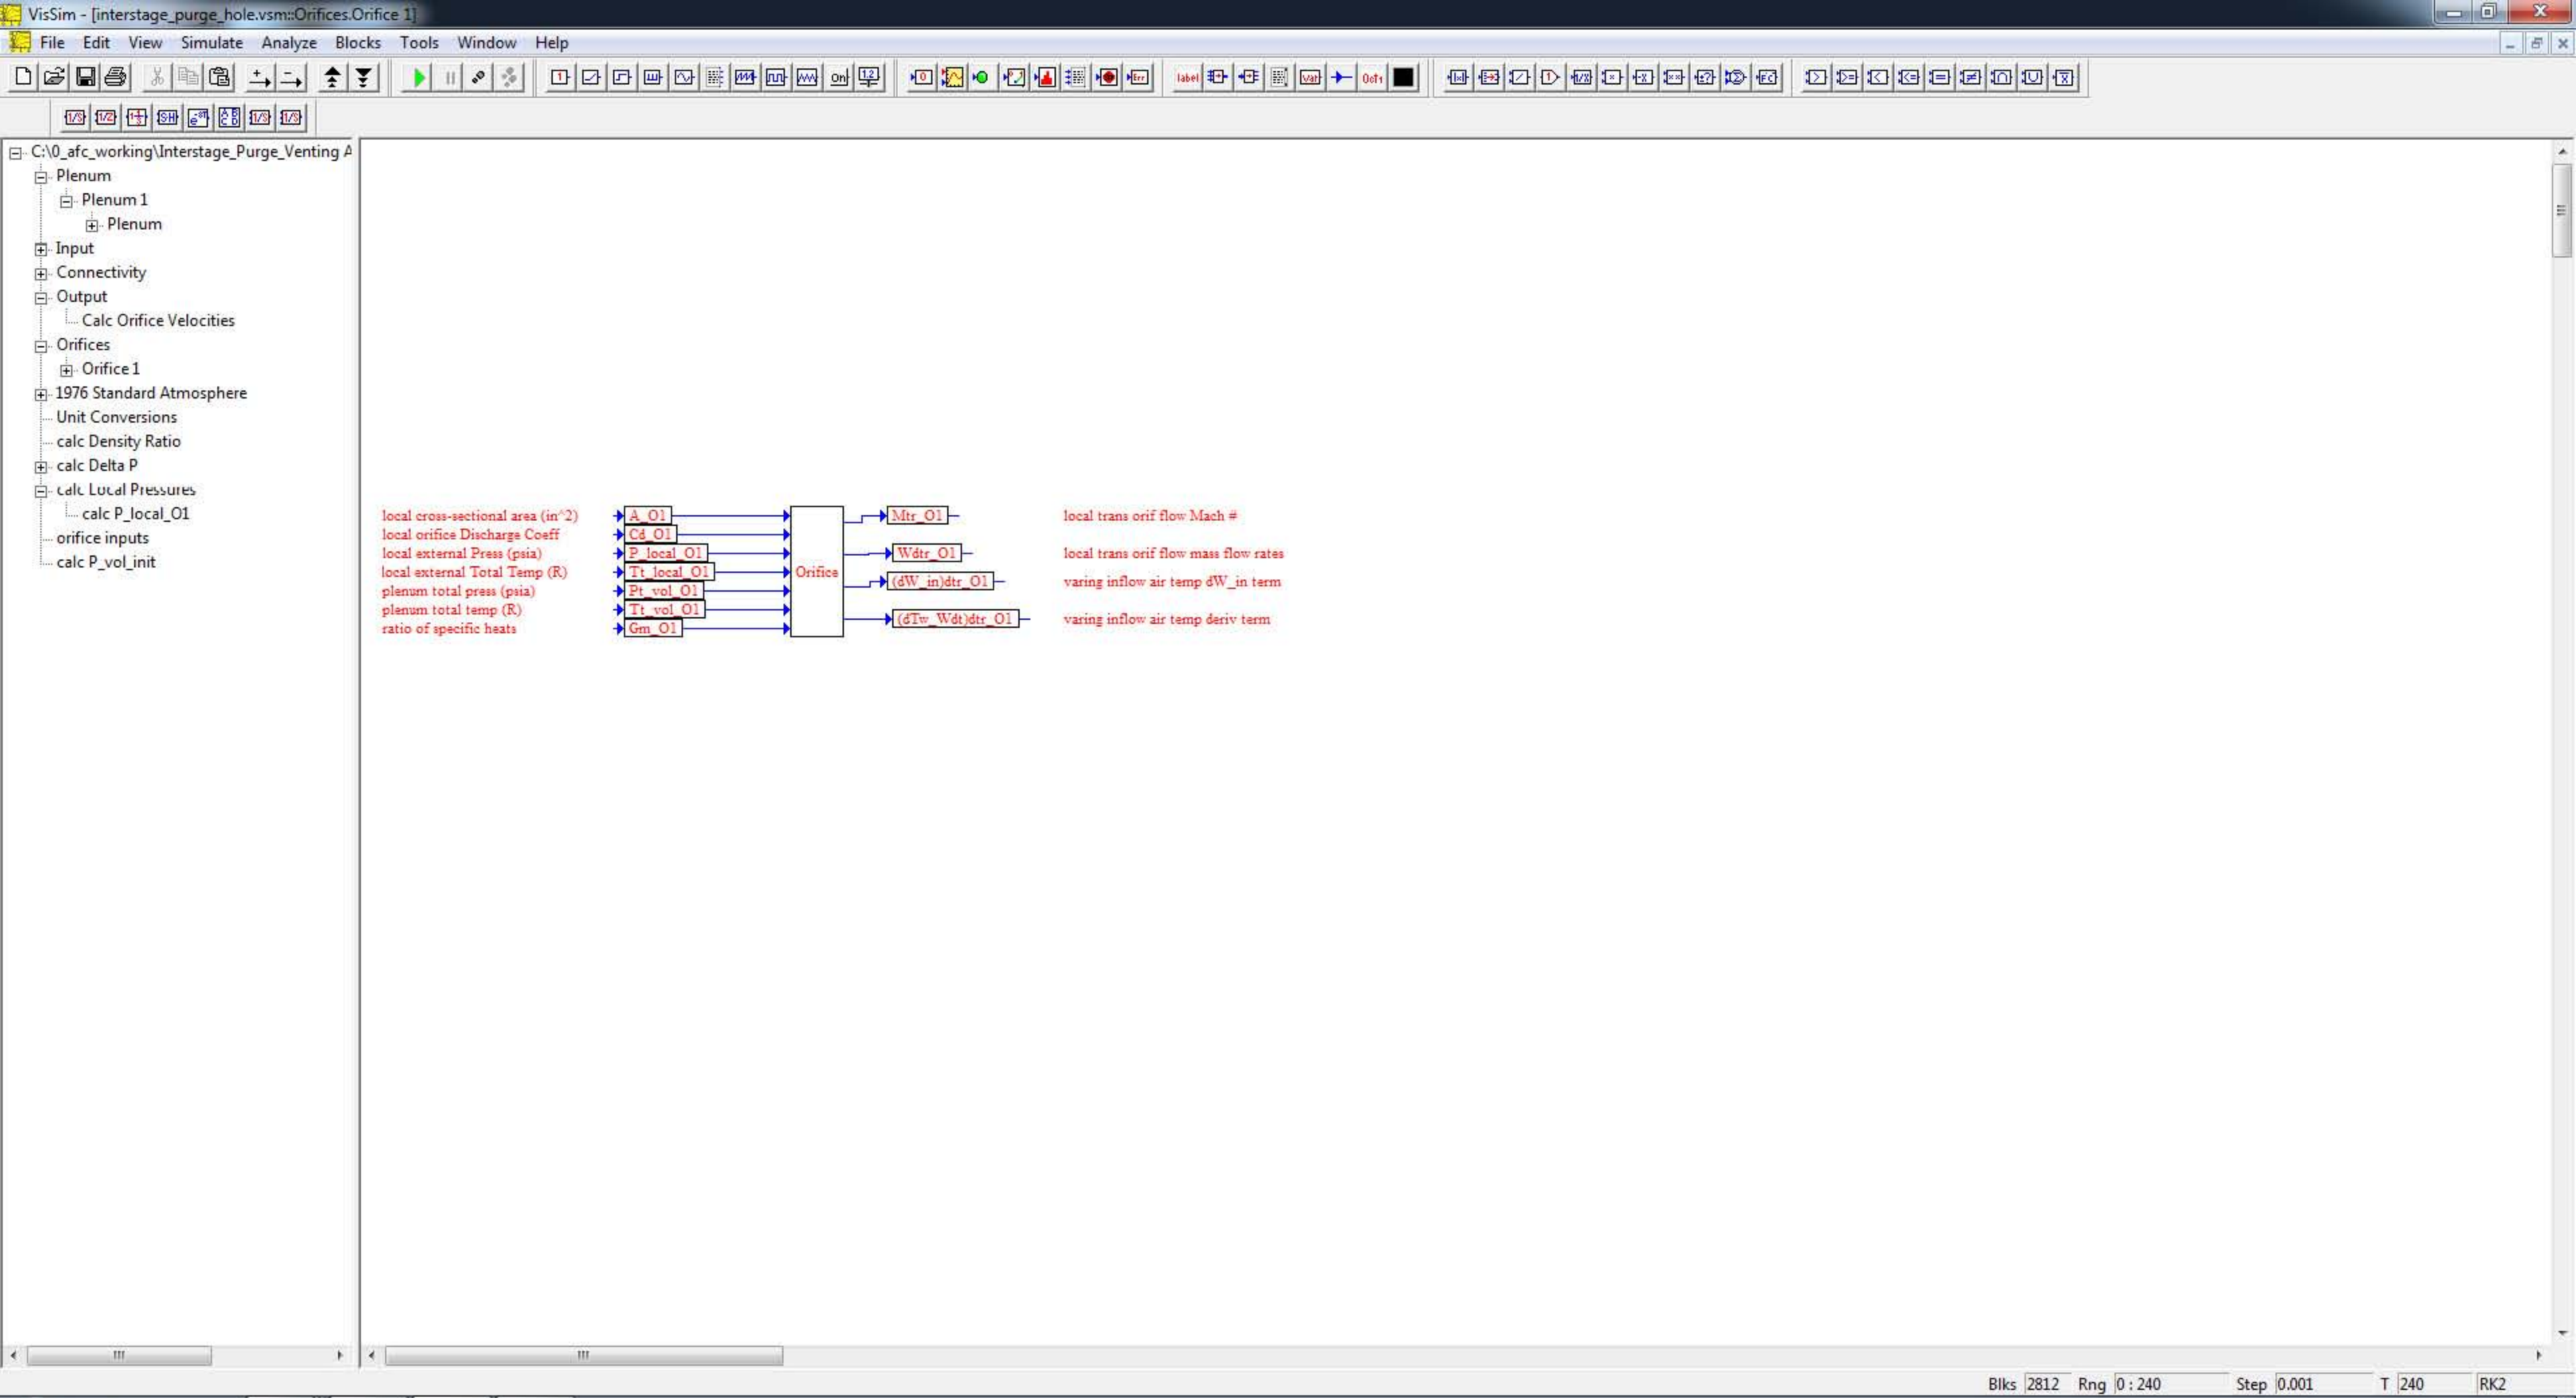 VisSim - [interstage_purge_hole.vsm::Orifices.Orifice 1]
File Edit View Simulate Analyze Blocks Tools Window Help
C:\0_afc_working\Interstage_Purge_Venting A
Plenum
Plenum 1
Plenum
Input
Connectivity
Output
Calc Orifice Velocities
Orifices
Orifice 1
1976 Standard Atmosphere
Unit Conversions
calc Density Ratio
calc Delta P
calc Local Pressures
calc P_local_O1
orifice inputs
calc P_vol_init
local cross-sectional area (in^2) A_O1
local orifice Discharge Coeff Cd_O1
local external Press (psia) P_local_O1
local external Total Temp (R) Tt_local_O1
plenum total press (psia) Pt_vol_O1
plenum total temp (R) Tt_vol_O1
ratio of specific heats Gm_O1
Orifice
Mtr_O1 local trans orif flow Mach #
Wdtr_O1 local trans orif flow mass flow rates
(dW_in)dtr_O1 varing inflow air temp dW_in term
(dTw_Wdt)dtr_O1 varing inflow air temp deriv term
Blks 2812 Rng 0 : 240 Step 0.001 T 240 RK2